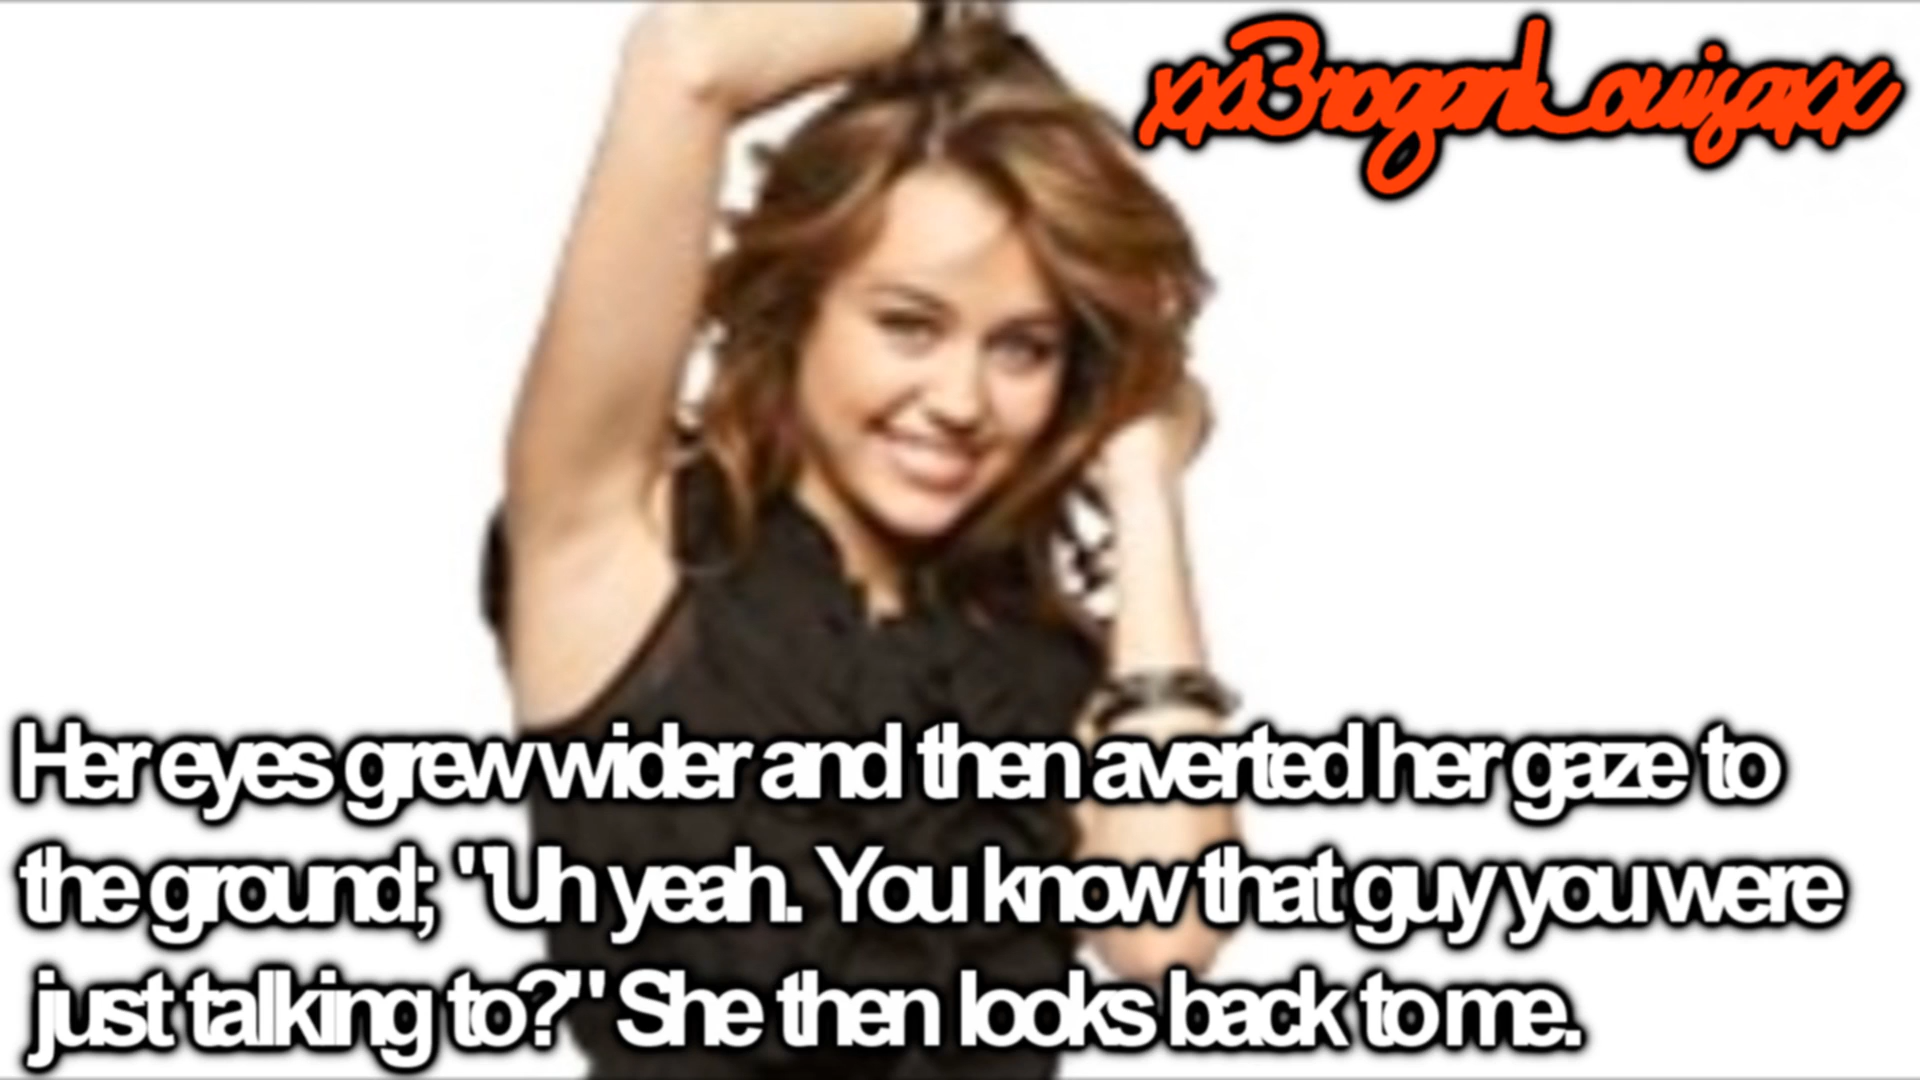 xxBroganLouisaxx
Her eyes grew wider and then averted her gaze to
the ground; "Uh yeah. You know that guy you were
just talking to?" She then looks back to me.